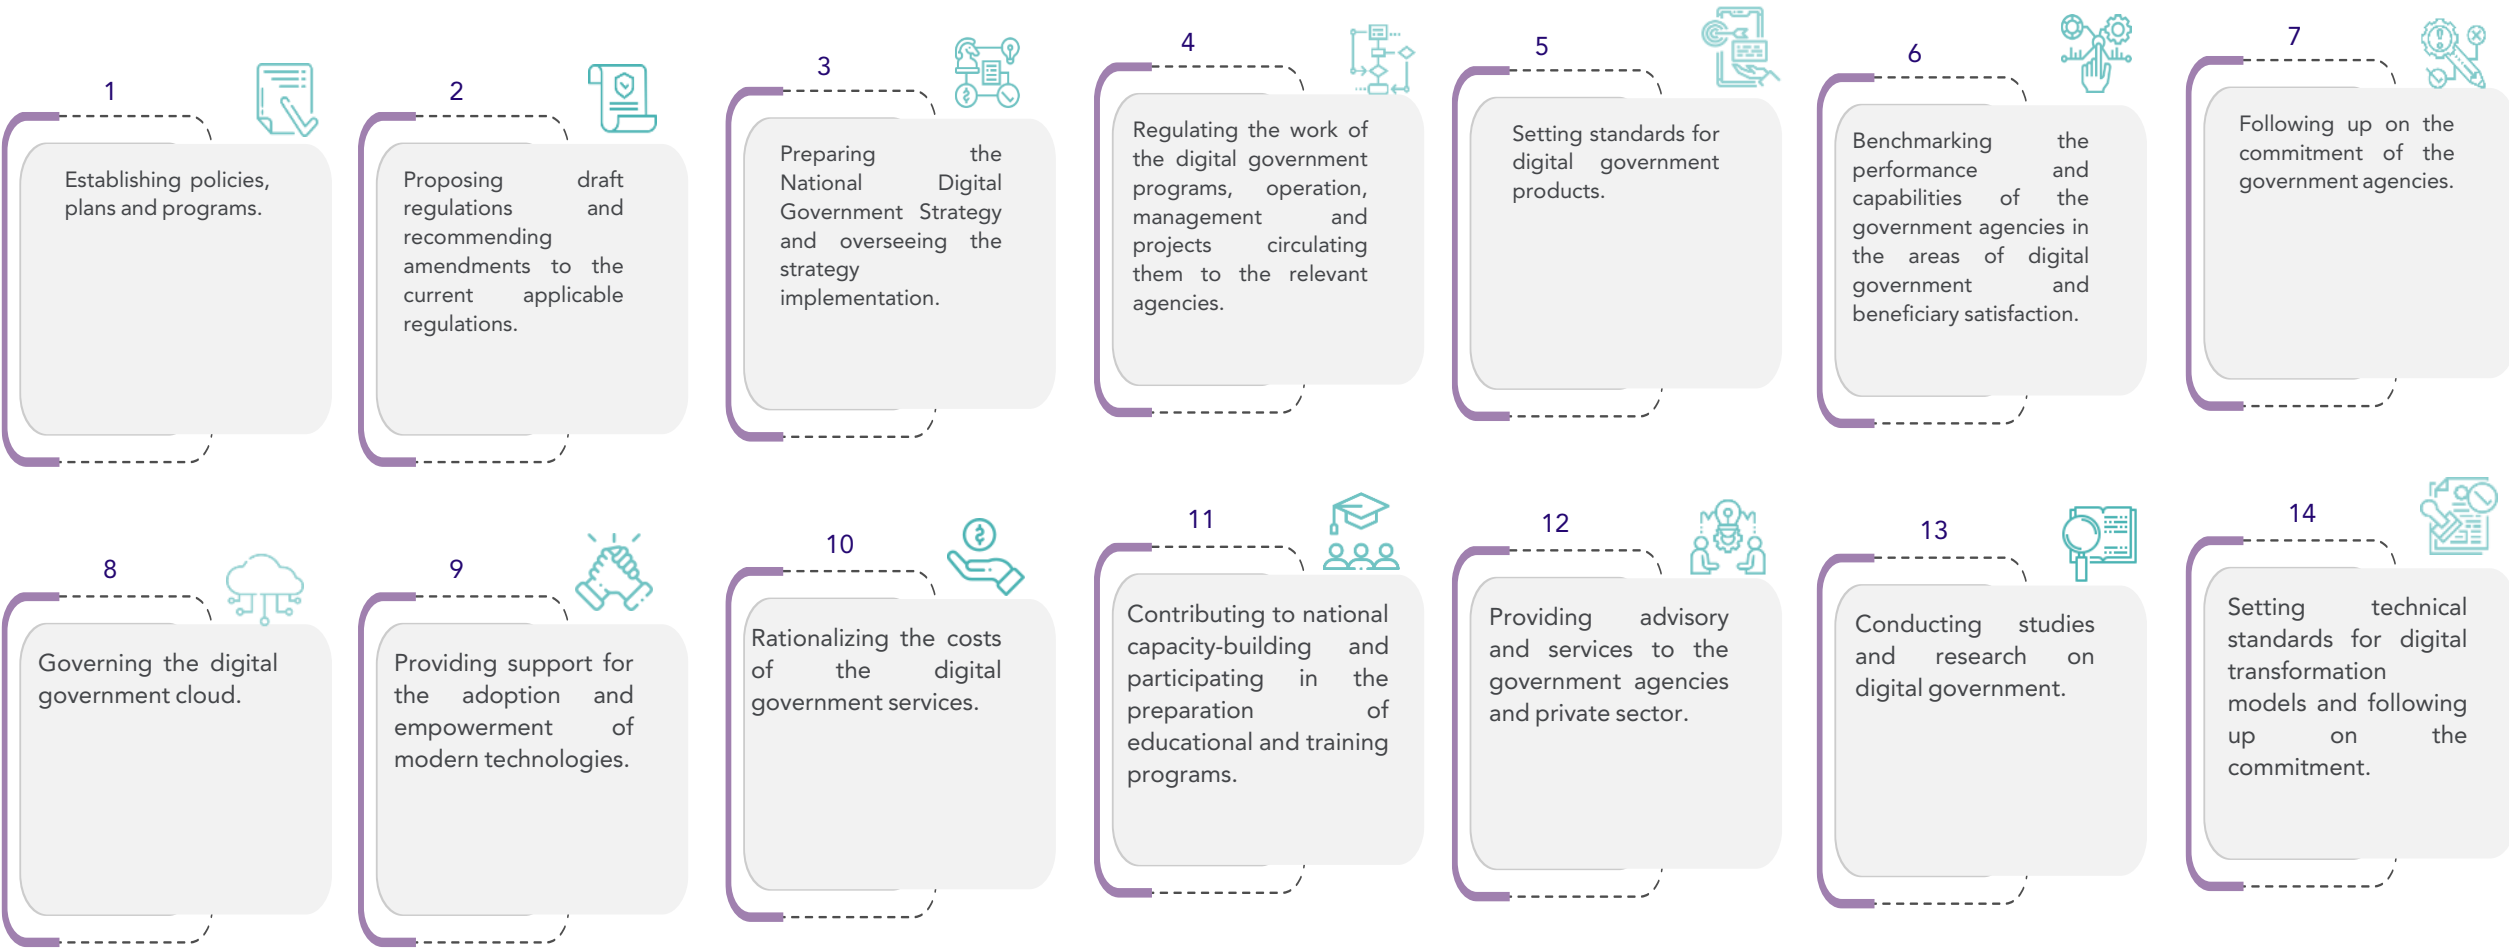 1
Establishing policies,
plans and programs.
2
Proposing draft
regulations and
recommending
amendments to the
current applicable
regulations.
3
Preparing the
National Digital
Government Strategy
and overseeing the
strategy
implementation.
4
Regulating the work of
the digital government
programs, operation,
management and
projects circulating
them to the relevant
agencies.
5
Setting standards for
digital government
products.
6
Benchmarking the
performance and
capabilities of the
government agencies in
the areas of digital
government and
beneficiary satisfaction.
7
Following up on the
commitment of the
government agencies.
8
Governing the digital
government cloud.
9
Providing support for
the adoption and
empowerment of
modern technologies.
10
Rationalizing the costs
of the digital
government services.
11
Contributing to national
capacity-building and
participating in the
preparation of
educational and training
programs.
12
Providing advisory
and services to the
government agencies
and private sector.
13
Conducting studies
and research on
digital government.
14
Setting technical
standards for digital
transformation
models and following
up on the
commitment.